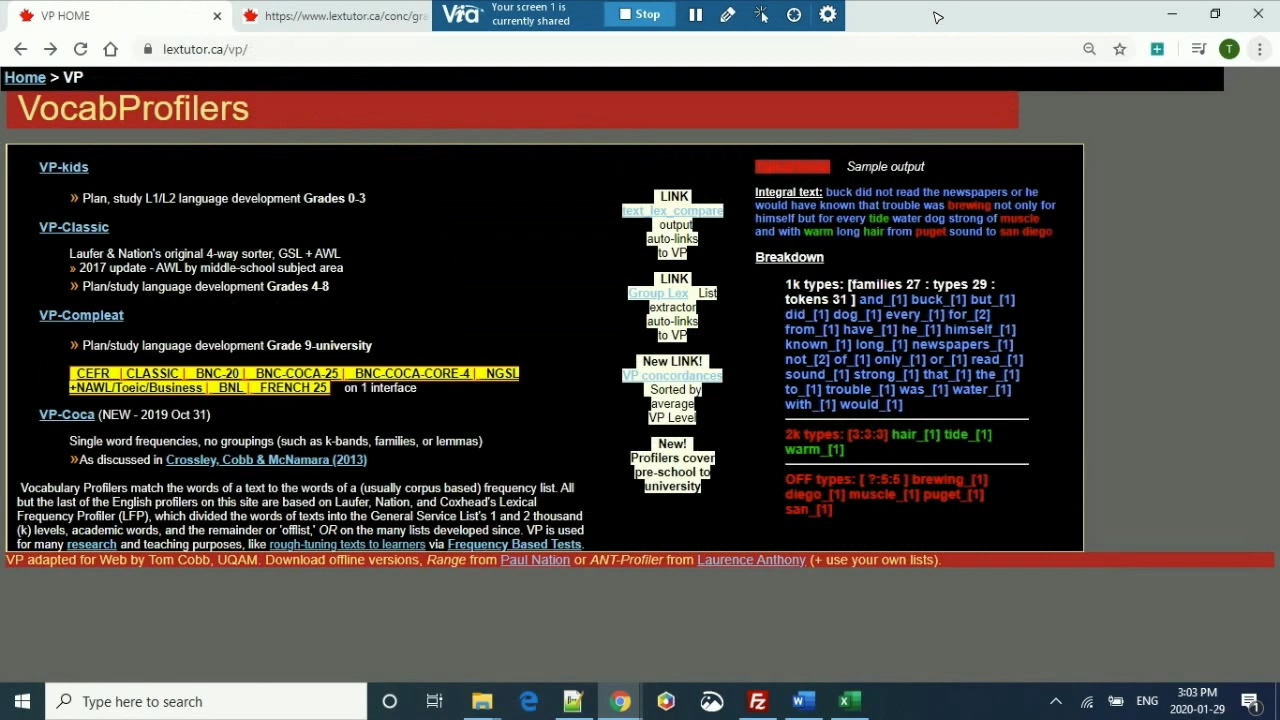 VP HOME
https://www.lextutor.ca/conc/gra
Via
Your screen 1 is
currently shared
Stop
lextutor.ca/vp/
T
Home > VP
VocabProfilers
VP-kids
» Plan, study L1/L2 language development Grades 0-3
VP-Classic
Laufer & Nation's original 4-way sorter, GSL + AWL
» 2017 update - AWL by middle-school subject area
» Plan/study language development Grades 4-8
VP-Compleat
» Plan/study language development Grade 9-university
CEFR | CLASSIC | BNC-20 | BNC-COCA-25 | BNC-COCA-CORE-4 | NGSL
+NAWL/Toeic/Business | BNL | FRENCH 25 on 1 interface
VP-Coca (NEW - 2019 Oct 31)
Single word frequencies, no groupings (such as k-bands, families, or lemmas)
»As discussed in Crossley, Cobb & McNamara (2013)
Vocabulary Profilers match the words of a text to the words of a (usually corpus based) frequency list. All
but the last of the English profilers on this site are based on Laufer, Nation, and Coxhead's Lexical
Frequency Profiler (LFP), which divided the words of texts into the General Service List's 1 and 2 thousand
(k) levels, academic words, and the remainder or 'offlist,' OR on the many lists developed since. VP is used
for many research and teaching purposes, like rough-tuning texts to learners via Frequency Based Tests.
LINK
text_lex_compare
output
auto-links
to VP
LINK
Group Lex List
extractor
auto-links
to VP
New LINK!
VP concordances
Sorted by
average
VP Level
New!
Profilers cover
pre-school to
university
Sample output
Integral text: buck did not read the newspapers or he
would have known that trouble was brewing not only for
himself but for every tide water dog strong of muscle
and with warm long hair from puget sound to san diego
Breakdown
1k types: [families 27 : types 29 :
tokens 31 ] and_[1] buck_[1] but_[1]
did_[1] dog_[1] every_[1] for_[2]
from_[1] have_[1] he_[1] himself_[1]
known_[1] long_[1] newspapers_[1]
not_[2] of_[1] only_[1] or_[1] read_[1]
sound_[1] strong_[1] that_[1] the_[1]
to_[1] trouble_[1] was_[1] water_[1]
with_[1] would_[1]
2k types: [3:3:3] hair_[1] tide_[1]
warm_[1]
OFF types: [ ?:5:5 ] brewing_[1]
diego_[1] muscle_[1] puget_[1]
san_[1]
VP adapted for Web by Tom Cobb, UQAM. Download offline versions, Range from Paul Nation or ANT-Profiler from Laurence Anthony (+ use your own lists).
Type here to search
ENG
3:03 PM
2020-01-29
1